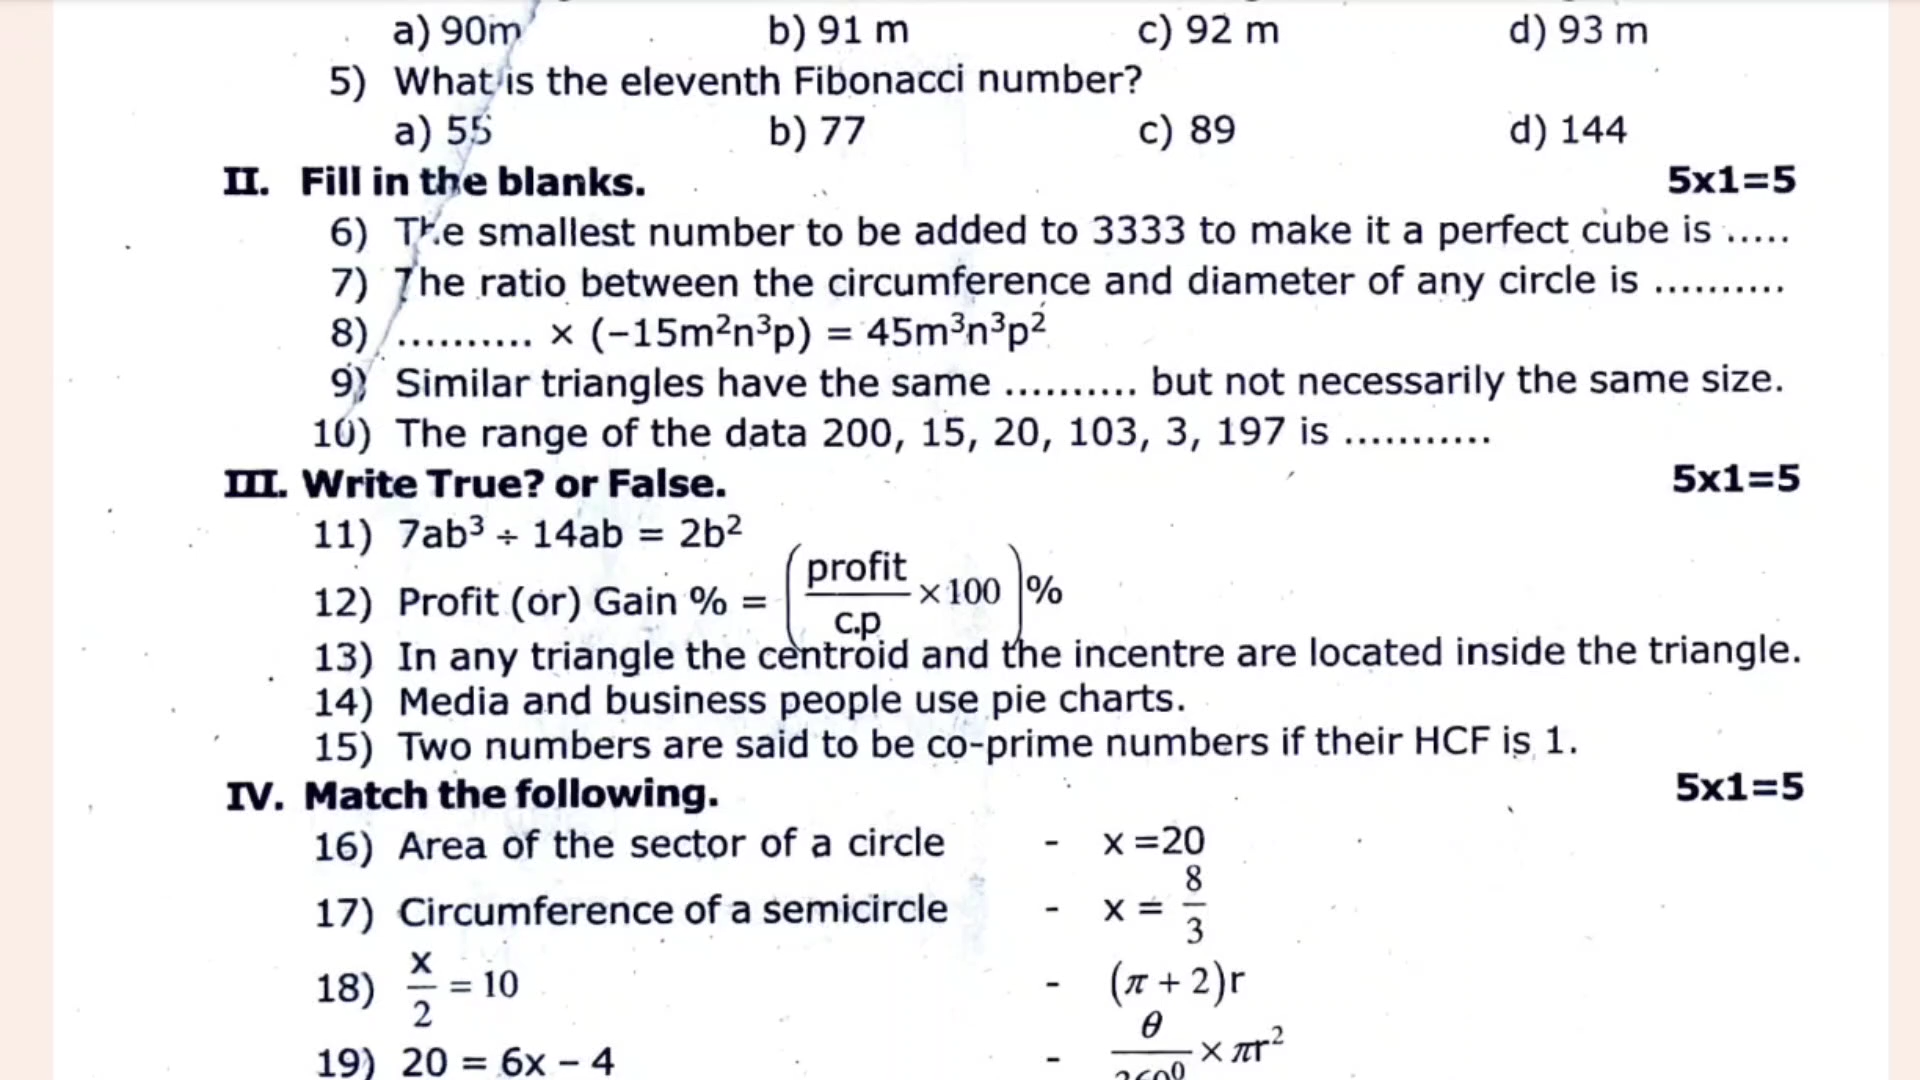 a) 90m b) 91 m c) 92 m d) 93 m
5) What is the eleventh Fibonacci number?
a) 55 b) 77 c) 89 d) 144
II. Fill in the blanks. 5x1=5
6) The smallest number to be added to 3333 to make it a perfect cube is .....
7) The ratio between the circumference and diameter of any circle is ..........
8) .......... × (−15m²n³p) = 45m³n³p²
9) Similar triangles have the same .......... but not necessarily the same size.
10) The range of the data 200, 15, 20, 103, 3, 197 is ...........
III. Write True? or False. 5x1=5
11) 7ab³ ÷ 14ab = 2b²
12) Profit (or) Gain % = (profit/c.p × 100)%
13) In any triangle the centroid and the incentre are located inside the triangle.
14) Media and business people use pie charts.
15) Two numbers are said to be co-prime numbers if their HCF is 1.
IV. Match the following. 5x1=5
16) Area of the sector of a circle - x =20
17) Circumference of a semicircle - x = 8/3
18) x/2 = 10 - (π + 2)r
19) 20 = 6x − 4 - θ/360⁰ × πr²